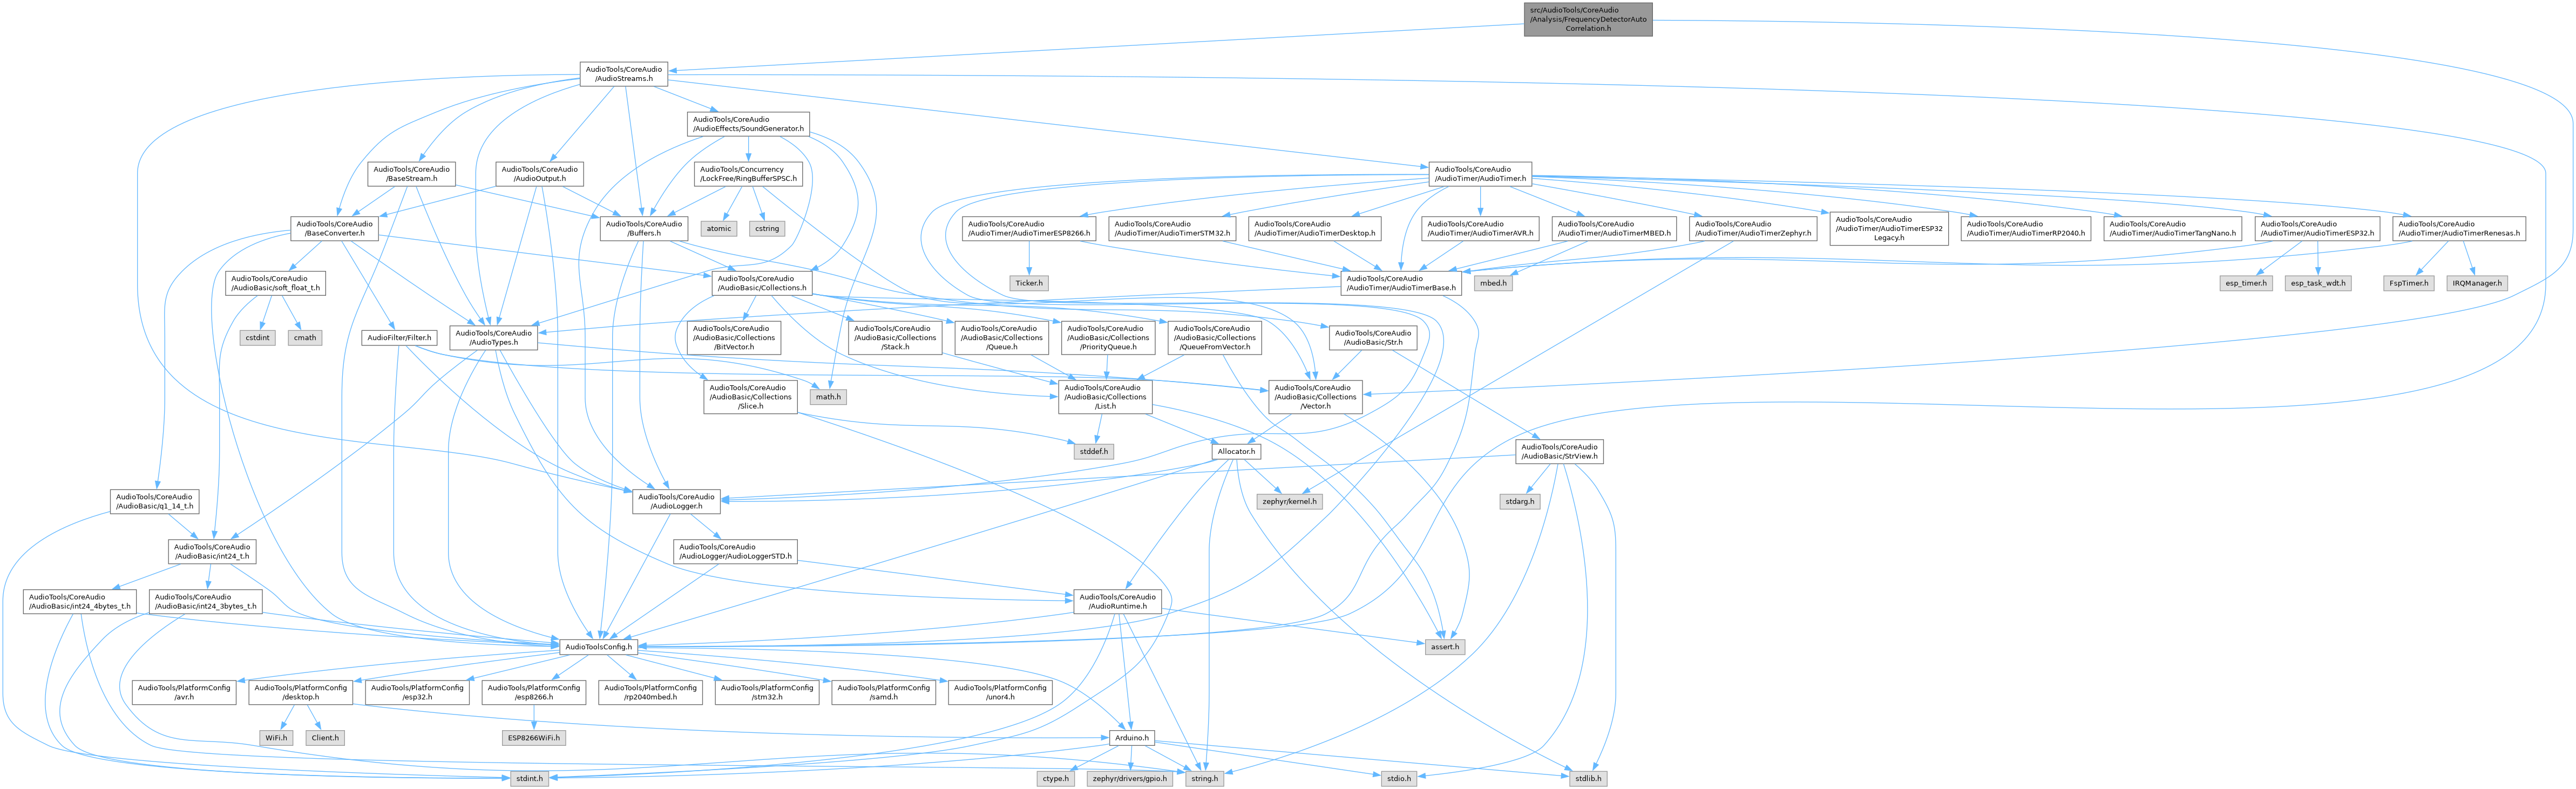 src/AudioTools/CoreAudio
/Analysis/FrequencyDetectorAuto
Correlation.h
AudioTools/CoreAudio
/AudioStreams.h
AudioTools/CoreAudio
/AudioEffects/SoundGenerator.h
AudioTools/CoreAudio
/BaseStream.h
AudioTools/CoreAudio
/AudioOutput.h
AudioTools/Concurrency
/LockFree/RingBufferSPSC.h
AudioTools/CoreAudio
/AudioTimer/AudioTimer.h
AudioTools/CoreAudio
/BaseConverter.h
AudioTools/CoreAudio
/Buffers.h
atomic
cstring
AudioTools/CoreAudio
/AudioTimer/AudioTimerESP8266.h
AudioTools/CoreAudio
/AudioTimer/AudioTimerSTM32.h
AudioTools/CoreAudio
/AudioTimer/AudioTimerDesktop.h
AudioTools/CoreAudio
/AudioTimer/AudioTimerAVR.h
AudioTools/CoreAudio
/AudioTimer/AudioTimerMBED.h
AudioTools/CoreAudio
/AudioTimer/AudioTimerZephyr.h
AudioTools/CoreAudio
/AudioTimer/AudioTimerESP32
Legacy.h
AudioTools/CoreAudio
/AudioTimer/AudioTimerRP2040.h
AudioTools/CoreAudio
/AudioTimer/AudioTimerTangNano.h
AudioTools/CoreAudio
/AudioTimer/AudioTimerESP32.h
AudioTools/CoreAudio
/AudioTimer/AudioTimerRenesas.h
AudioTools/CoreAudio
/AudioBasic/soft_float_t.h
AudioTools/CoreAudio
/AudioBasic/Collections.h
Ticker.h
AudioTools/CoreAudio
/AudioTimer/AudioTimerBase.h
mbed.h
esp_timer.h
esp_task_wdt.h
FspTimer.h
IRQManager.h
cstdint
cmath
AudioFilter/Filter.h
AudioTools/CoreAudio
/AudioTypes.h
AudioTools/CoreAudio
/AudioBasic/Collections
/BitVector.h
AudioTools/CoreAudio
/AudioBasic/Collections
/Stack.h
AudioTools/CoreAudio
/AudioBasic/Collections
/Queue.h
AudioTools/CoreAudio
/AudioBasic/Collections
/PriorityQueue.h
AudioTools/CoreAudio
/AudioBasic/Collections
/QueueFromVector.h
AudioTools/CoreAudio
/AudioBasic/Str.h
AudioTools/CoreAudio
/AudioBasic/Collections
/Slice.h
math.h
AudioTools/CoreAudio
/AudioBasic/Collections
/List.h
AudioTools/CoreAudio
/AudioBasic/Collections
/Vector.h
stddef.h
Allocator.h
AudioTools/CoreAudio
/AudioBasic/StrView.h
AudioTools/CoreAudio
/AudioBasic/q1_14_t.h
AudioTools/CoreAudio
/AudioLogger.h
zephyr/kernel.h
stdarg.h
AudioTools/CoreAudio
/AudioBasic/int24_t.h
AudioTools/CoreAudio
/AudioLogger/AudioLoggerSTD.h
AudioTools/CoreAudio
/AudioBasic/int24_4bytes_t.h
AudioTools/CoreAudio
/AudioBasic/int24_3bytes_t.h
AudioTools/CoreAudio
/AudioRuntime.h
AudioToolsConfig.h
assert.h
AudioTools/PlatformConfig
/avr.h
AudioTools/PlatformConfig
/desktop.h
AudioTools/PlatformConfig
/esp32.h
AudioTools/PlatformConfig
/esp8266.h
AudioTools/PlatformConfig
/rp2040mbed.h
AudioTools/PlatformConfig
/stm32.h
AudioTools/PlatformConfig
/samd.h
AudioTools/PlatformConfig
/unor4.h
WiFi.h
Client.h
ESP8266WiFi.h
Arduino.h
stdint.h
ctype.h
zephyr/drivers/gpio.h
string.h
stdio.h
stdlib.h